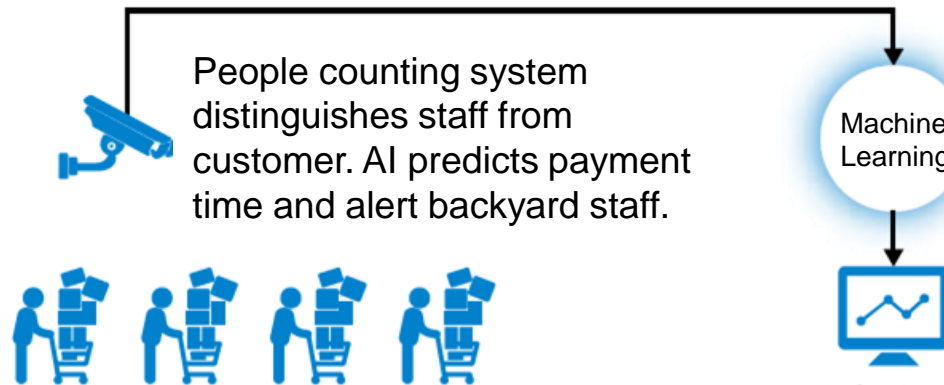 People counting system
distinguishes staff from
customer. AI predicts payment
time and alert backyard staff.
Machine
Learning